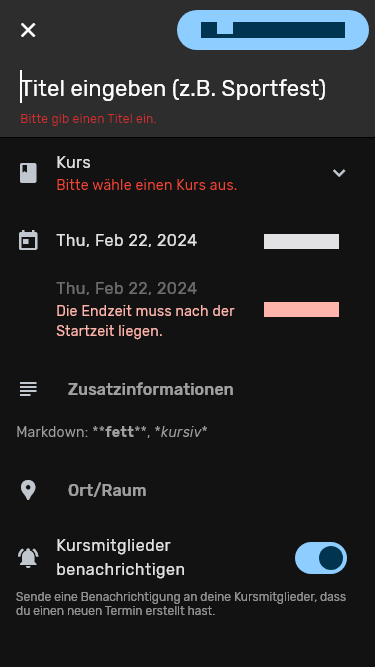 Titel eingeben (z.B. Sportfest)
Bitte gib einen Titel ein.
Kurs
Bitte wähle einen Kurs aus.
Thu, Feb 22, 2024
Thu, Feb 22, 2024
Die Endzeit muss nach der
Startzeit liegen.
Zusatzinformationen
Markdown: **fett**, *kursiv*
Ort/Raum
Kursmitglieder
benachrichtigen
Sende eine Benachrichtigung an deine Kursmitglieder, dass
du einen neuen Termin erstellt hast.